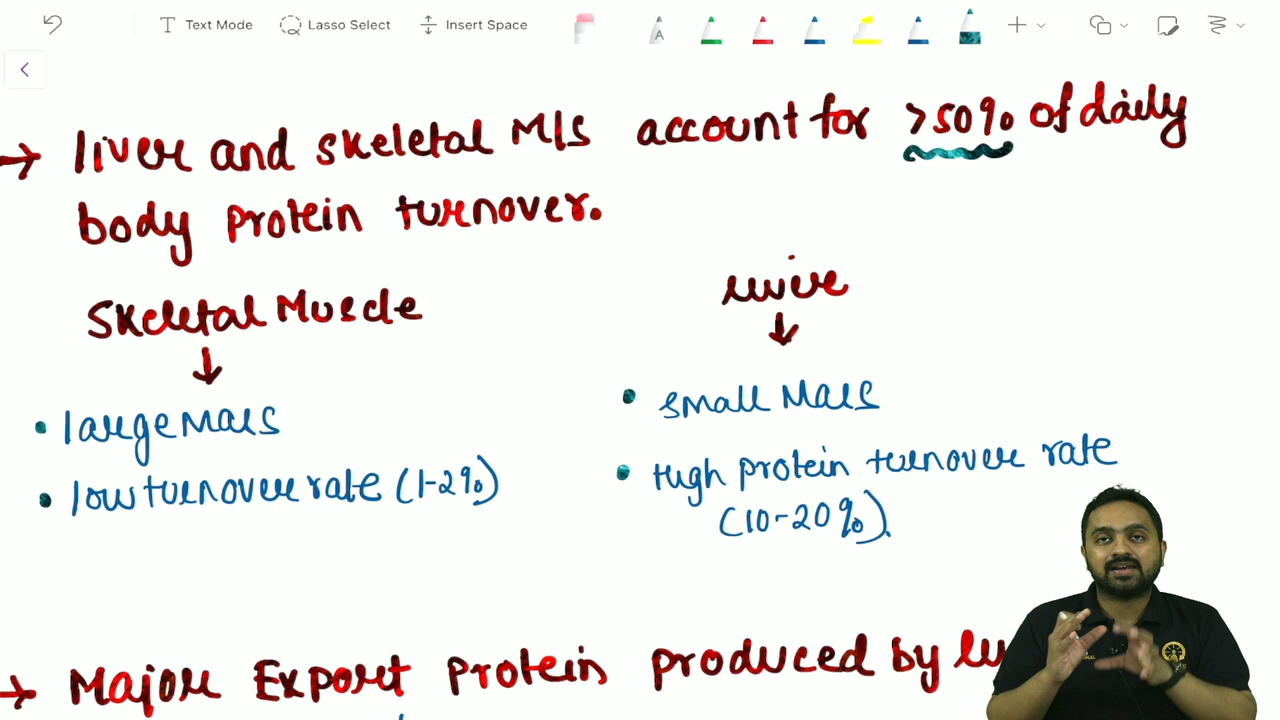 Text Mode
Lasso Select
Insert Space
A
→ liver and skeletal M/s account for >50% of daily
body protein turnover.
Skeletal Muscle
liver
↓
↓
• large Mass
• small Mass
• low turnover rate (1-2%)
• High protein turnover rate
(10-20%).
→ Major Export protein produced by